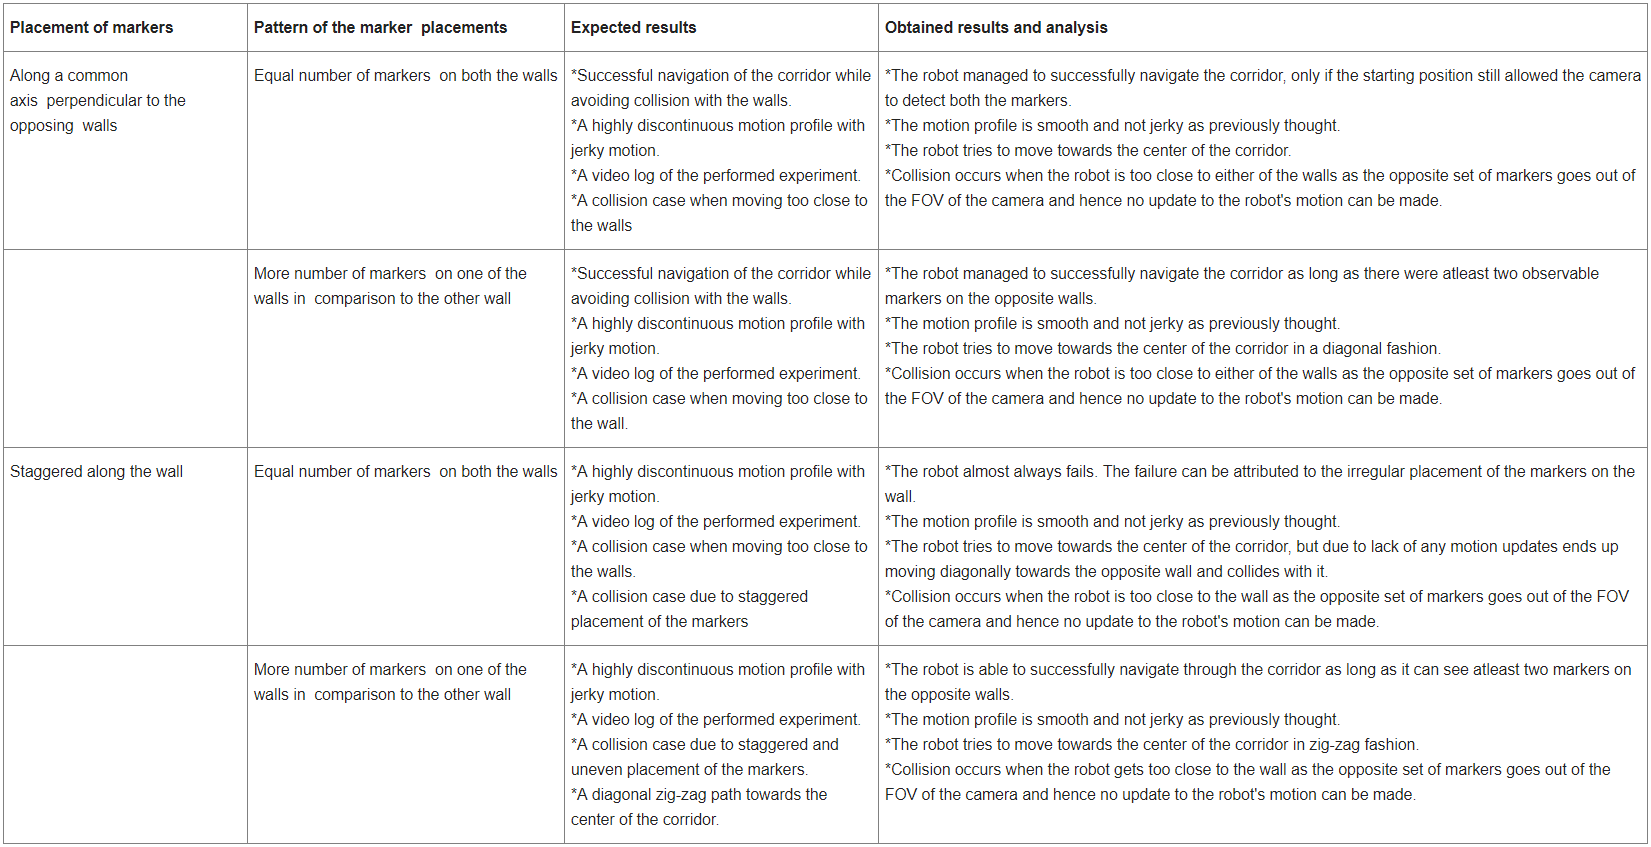 Placement of markers
Pattern of the marker  placements
Expected results
Obtained results and analysis
Along a common
axis  perpendicular to the
opposing  walls
Equal number of markers  on both the walls
*Successful navigation of the corridor while
avoiding collision with the walls.
*A highly discontinuous motion profile with
jerky motion.
*A video log of the performed experiment.
*A collision case when moving too close to
the walls
*The robot managed to successfully navigate the corridor, only if the starting position still allowed the camera
to detect both the markers.
*The motion profile is smooth and not jerky as previously thought.
*The robot tries to move towards the center of the corridor.
*Collision occurs when the robot is too close to either of the walls as the opposite set of markers goes out of
the FOV of the camera and hence no update to the robot's motion can be made.
More number of markers  on one of the
walls in  comparison to the other wall
*Successful navigation of the corridor while
avoiding collision with the walls.
*A highly discontinuous motion profile with
jerky motion.
*A video log of the performed experiment.
*A collision case when moving too close to
the wall.
*The robot managed to successfully navigate the corridor as long as there were atleast two observable
markers on the opposite walls.
*The motion profile is smooth and not jerky as previously thought.
*The robot tries to move towards the center of the corridor in a diagonal fashion.
*Collision occurs when the robot is too close to either of the walls as the opposite set of markers goes out of
the FOV of the camera and hence no update to the robot's motion can be made.
Staggered along the wall
Equal number of markers  on both the walls
*A highly discontinuous motion profile with
jerky motion.
*A video log of the performed experiment.
*A collision case when moving too close to
the walls.
*A collision case due to staggered
placement of the markers
*The robot almost always fails. The failure can be attributed to the irregular placement of the markers on the
wall.
*The motion profile is smooth and not jerky as previously thought.
*The robot tries to move towards the center of the corridor, but due to lack of any motion updates ends up
moving diagonally towards the opposite wall and collides with it.
*Collision occurs when the robot is too close to the wall as the opposite set of markers goes out of the FOV
of the camera and hence no update to the robot's motion can be made.
More number of markers  on one of the
walls in  comparison to the other wall
*A highly discontinuous motion profile with
jerky motion.
*A video log of the performed experiment.
*A collision case due to staggered and
uneven placement of the markers.
*A diagonal zig-zag path towards the
center of the corridor.
*The robot is able to successfully navigate through the corridor as long as it can see atleast two markers on
the opposite walls.
*The motion profile is smooth and not jerky as previously thought.
*The robot tries to move towards the center of the corridor in zig-zag fashion.
*Collision occurs when the robot gets too close to the wall as the opposite set of markers goes out of the
FOV of the camera and hence no update to the robot's motion can be made.